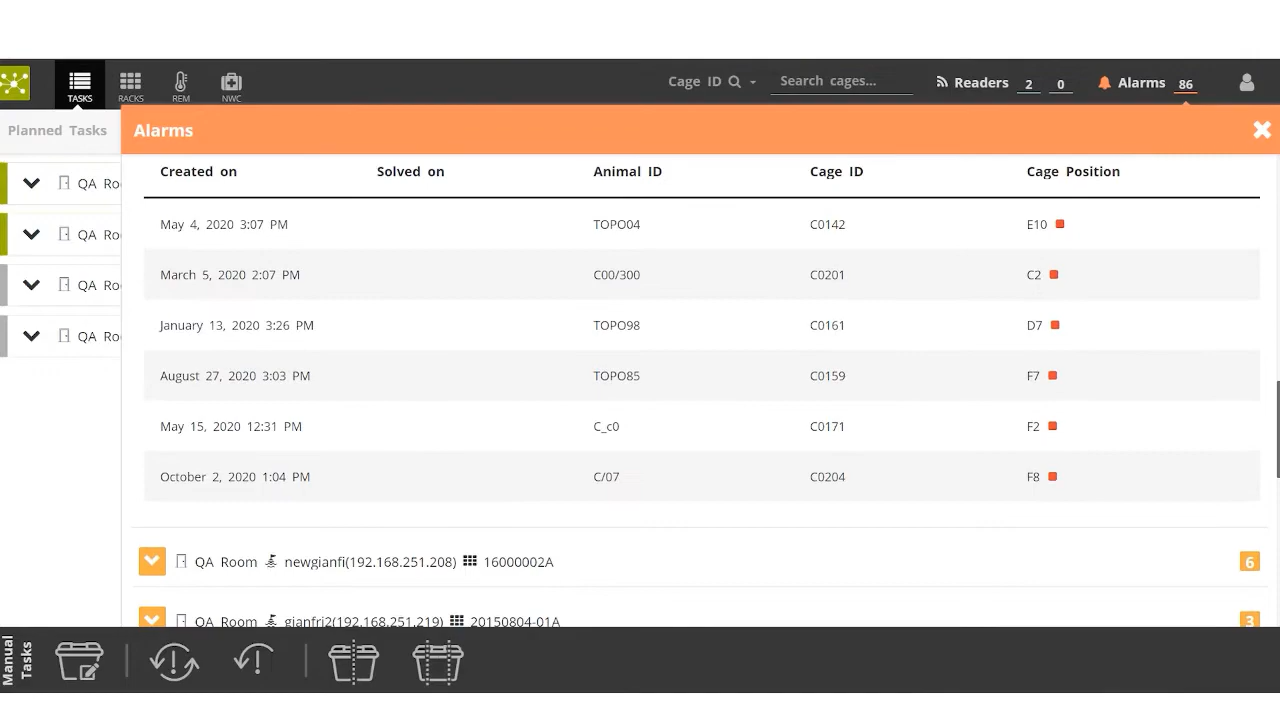 TASKS RACKS REM NWC Cage ID Search cages... Readers 2 0 Alarms 86
Planned Tasks Alarms
Created on Solved on Animal ID Cage ID Cage Position
QA Ro
May 4, 2020 3:07 PM TOPO04 C0142 E10
QA Ro
March 5, 2020 2:07 PM C00/300 C0201 C2
QA Ro
January 13, 2020 3:26 PM TOPO98 C0161 D7
QA Ro
August 27, 2020 3:03 PM TOPO85 C0159 F7
May 15, 2020 12:31 PM C_c0 C0171 F2
October 2, 2020 1:04 PM C/07 C0204 F8
QA Room newgianfi(192.168.251.208) 16000002A 6
QA Room gianfri2(192.168.251.219) 20150804-01A 3
Manual
Tasks